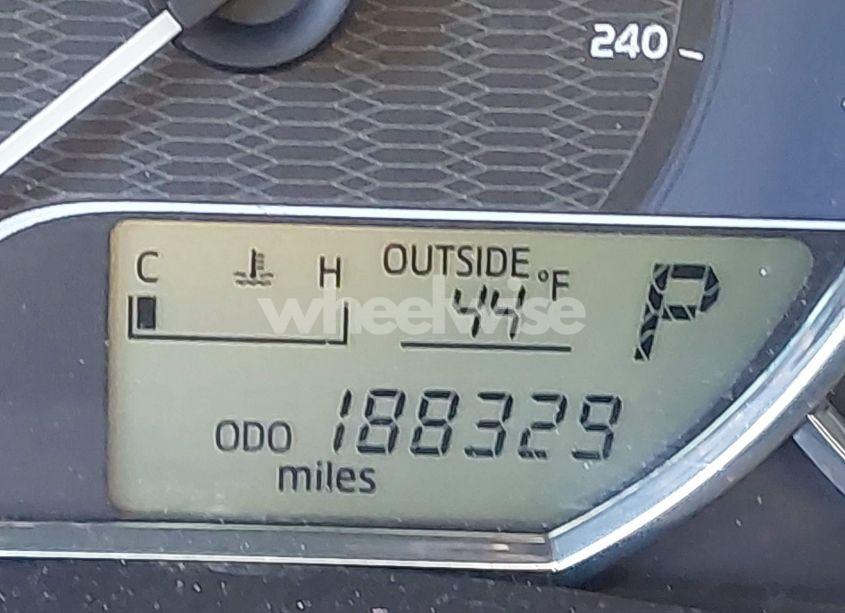 240
C H OUTSIDE °F
44
P
wheelwise
ODO 188329
miles